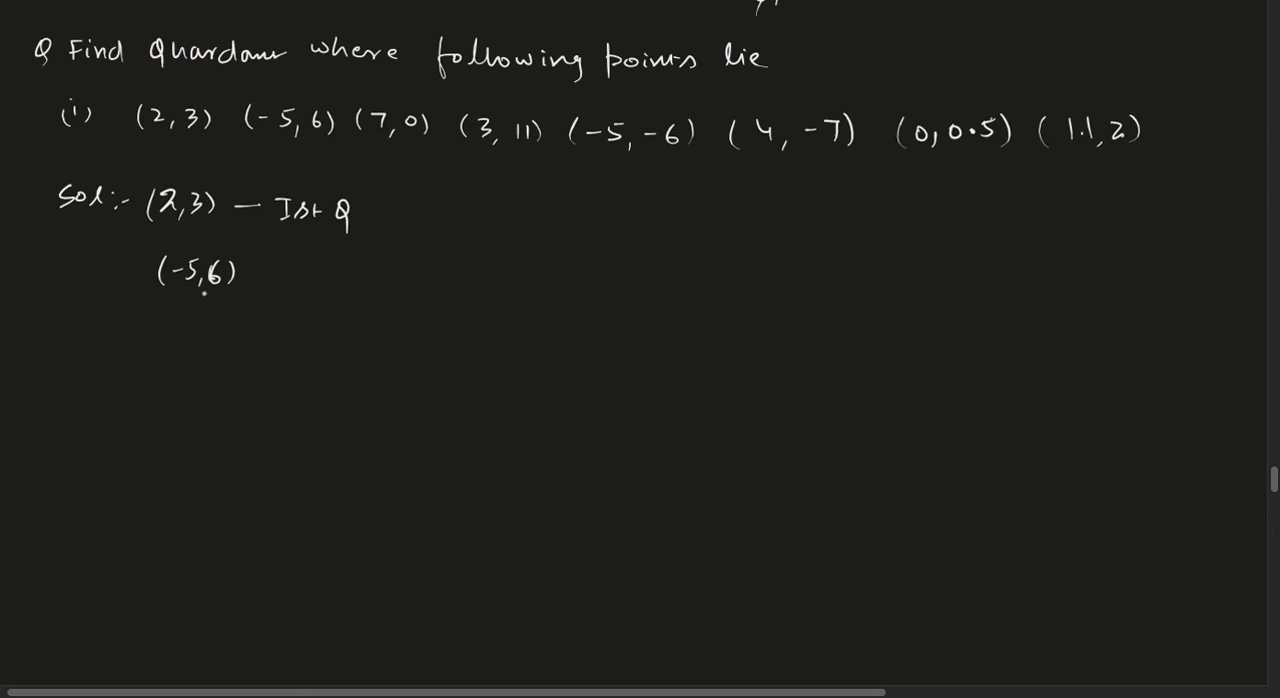 Q Find Quardant where following points lie
(i) (2,3) (-5,6) (7,0) (3,11) (-5,-6) (4,-7) (0,0.5) (1.1,2)
Sol:- (2,3) — Ist Q
(-5,6)